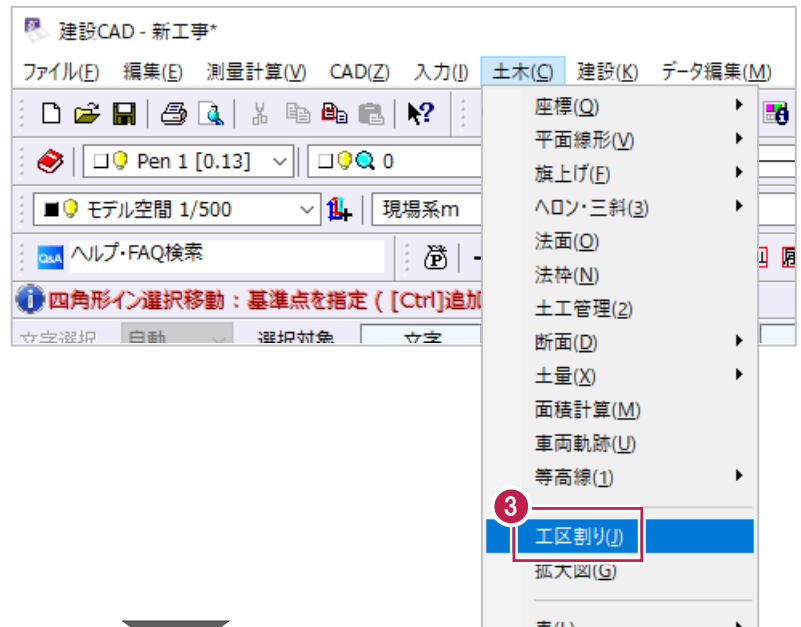 建設CAD - 新工事*
ファイル(F) 編集(E) 測量計算(V) CAD(Z) 入力(I) 土木(C) 建設(K) データ編集(M)
Pen 1 [0.13] 0
モデル空間 1/500 現場系m
Q&A ヘルプ・FAQ検索
四角形イン選択移動：基準点を指定 ( [Ctrl]追加
文字選択 自動 選択対象 文字
座標(Q)
平面線形(V)
旗上げ(F)
ヘロン・三斜(3)
法面(O)
法枠(N)
土工管理(2)
断面(D)
土量(X)
面積計算(M)
車両軌跡(U)
等高線(1)
3
工区割り(J)
拡大図(G)